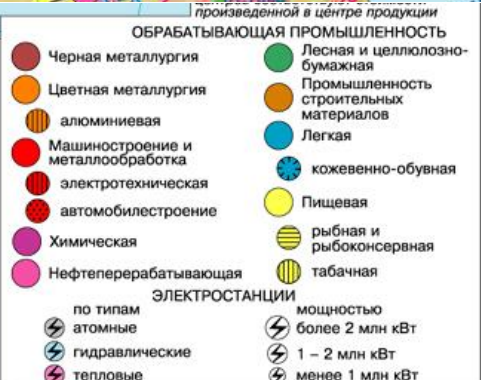 произведенной в центре продукции
ОБРАБАТЫВАЮЩАЯ ПРОМЫШЛЕННОСТЬ
Черная металлургия
Цветная металлургия
алюминиевая
Машиностроение и
металлообработка
электротехническая
автомобилестроение
Химическая
Нефтеперерабатывающая
Лесная и целлюлозно-
бумажная
Промышленность
строительных
материалов
Легкая
кожевенно-обувная
Пищевая
рыбная и
рыбоконсервная
табачная
ЭЛЕКТРОСТАНЦИИ
по типам
атомные
гидравлические
тепловые
мощностью
более 2 млн кВт
1 – 2 млн кВт
менее 1 млн кВт